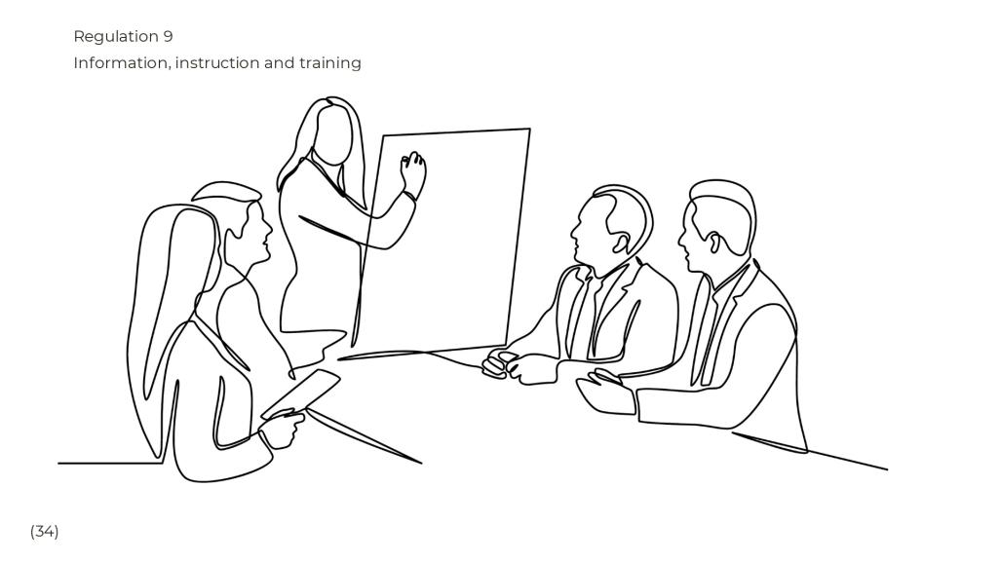 Regulation 9
Information, instruction and training
(34)